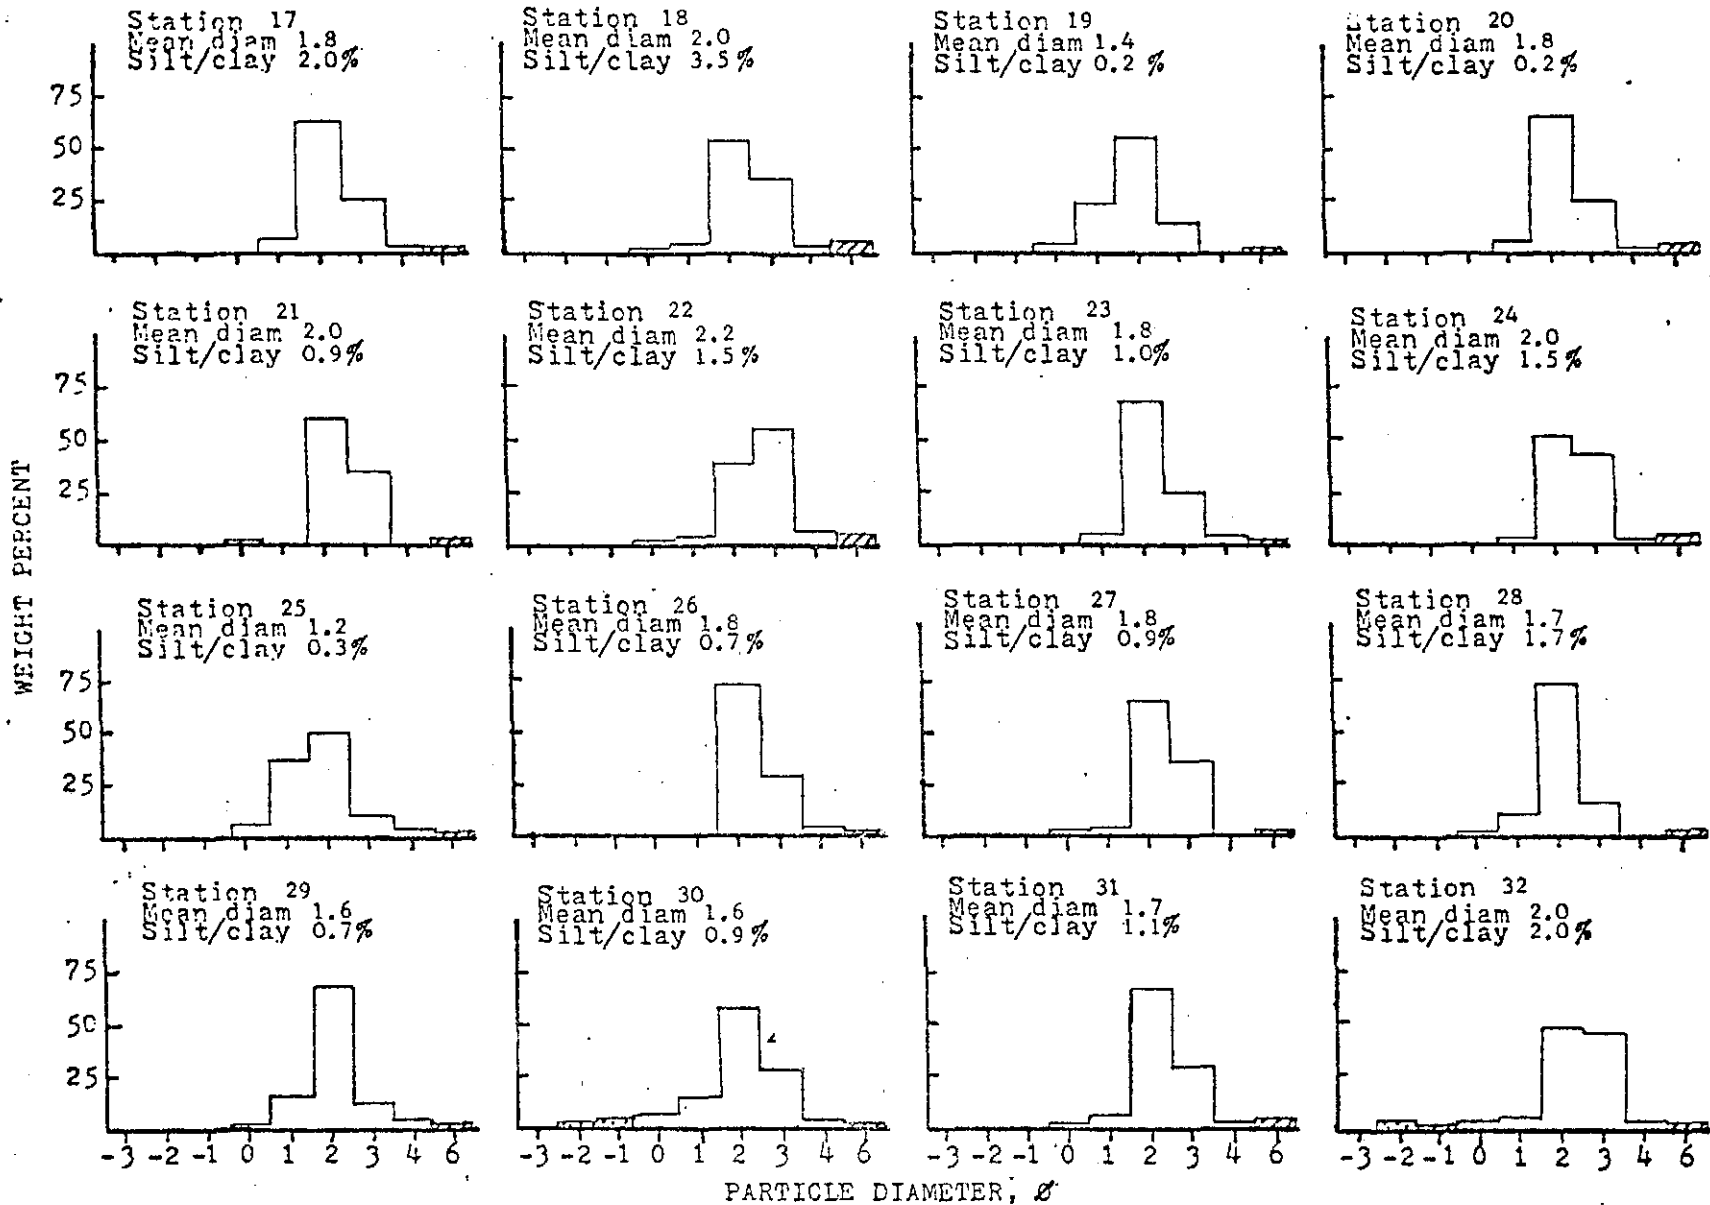 Station 17
Mean diam 1.8
Silt/clay 2.0%
Station 18
Mean diam 2.0
Silt/clay 3.5%
Station 19
Mean diam 1.4
Silt/clay 0.2 %
Station 20
Mean diam 1.8
Silt/clay 0.2%
75
50
25
Station 21
Mean diam 2.0
Silt/clay 0.9%
Station 22
Mean diam 2.2
Silt/clay 1.5%
Station 23
Mean diam 1.8
Silt/clay 1.0%
Station 24
Mean diam 2.0
Silt/clay 1.5%
75
50
25
WEIGHT PERCENT
Station 25
Mean diam 1.2
Silt/clay 0.3%
Station 26
Mean diam 1.8
Silt/clay 0.7%
Station 27
Mean diam 1.8
Silt/clay 0.9%
Station 28
Mean diam 1.7
Silt/clay 1.7%
75
50
25
Station 29
Mean diam 1.6
Silt/clay 0.7%
Station 30
Mean diam 1.6
Silt/clay 0.9%
Station 31
Mean diam 1.7
Silt/clay 1.1%
Station 32
Mean diam 2.0
Silt/clay 2.0%
75
50
25
-3 -2 -1 0 1 2 3 4 6
-3 -2 -1 0 1 2 3 4 6
-3 -2 -1 0 1 2 3 4 6
-3 -2 -1 0 1 2 3 4 6
PARTICLE DIAMETER, Ø